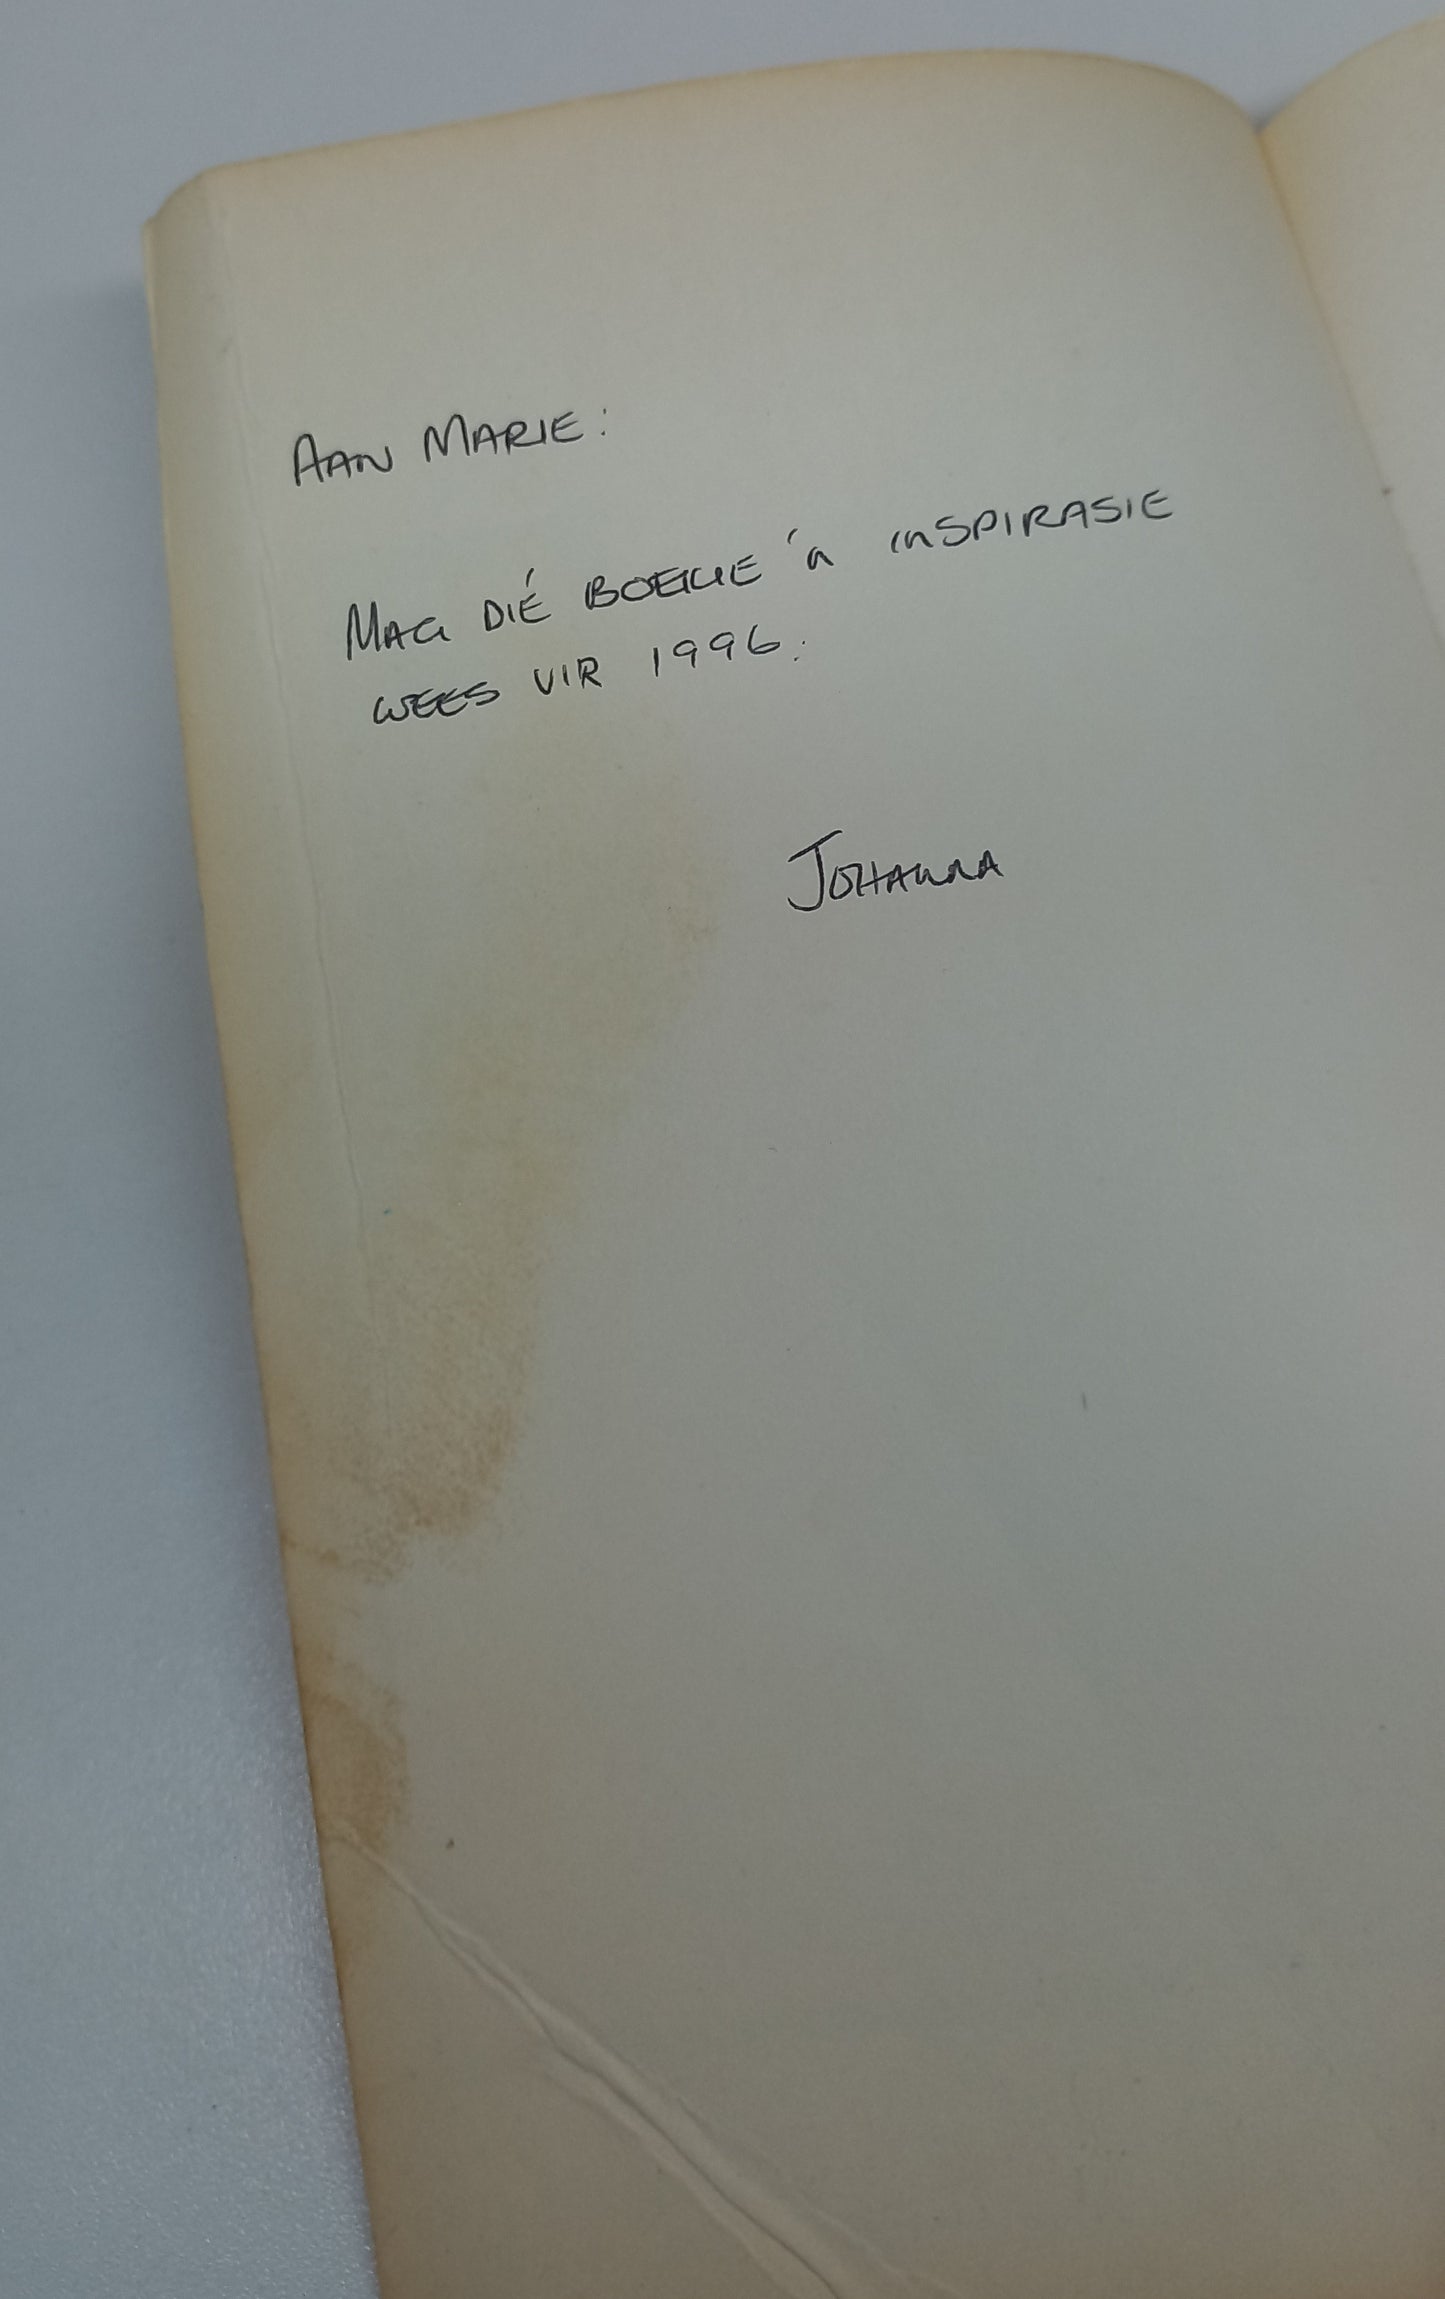 AAN MARIE:
MAG DIÉ BOEKIE 'n INSPIRASIE
WEES VIR 1996.
JOHANNA